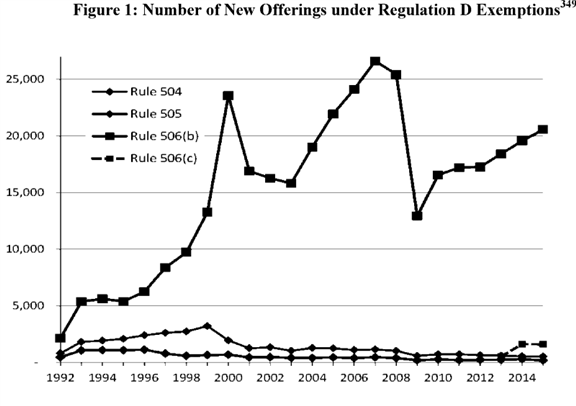 Figure 1: Number of New Offerings under Regulation D Exemptions349
25,000
20,000
15,000
10,000
5,000
-
Rule 504
Rule 505
Rule 506(b)
Rule 506(c)
1992 1994 1996 1998 2000 2002 2004 2006 2008 2010 2012 2014